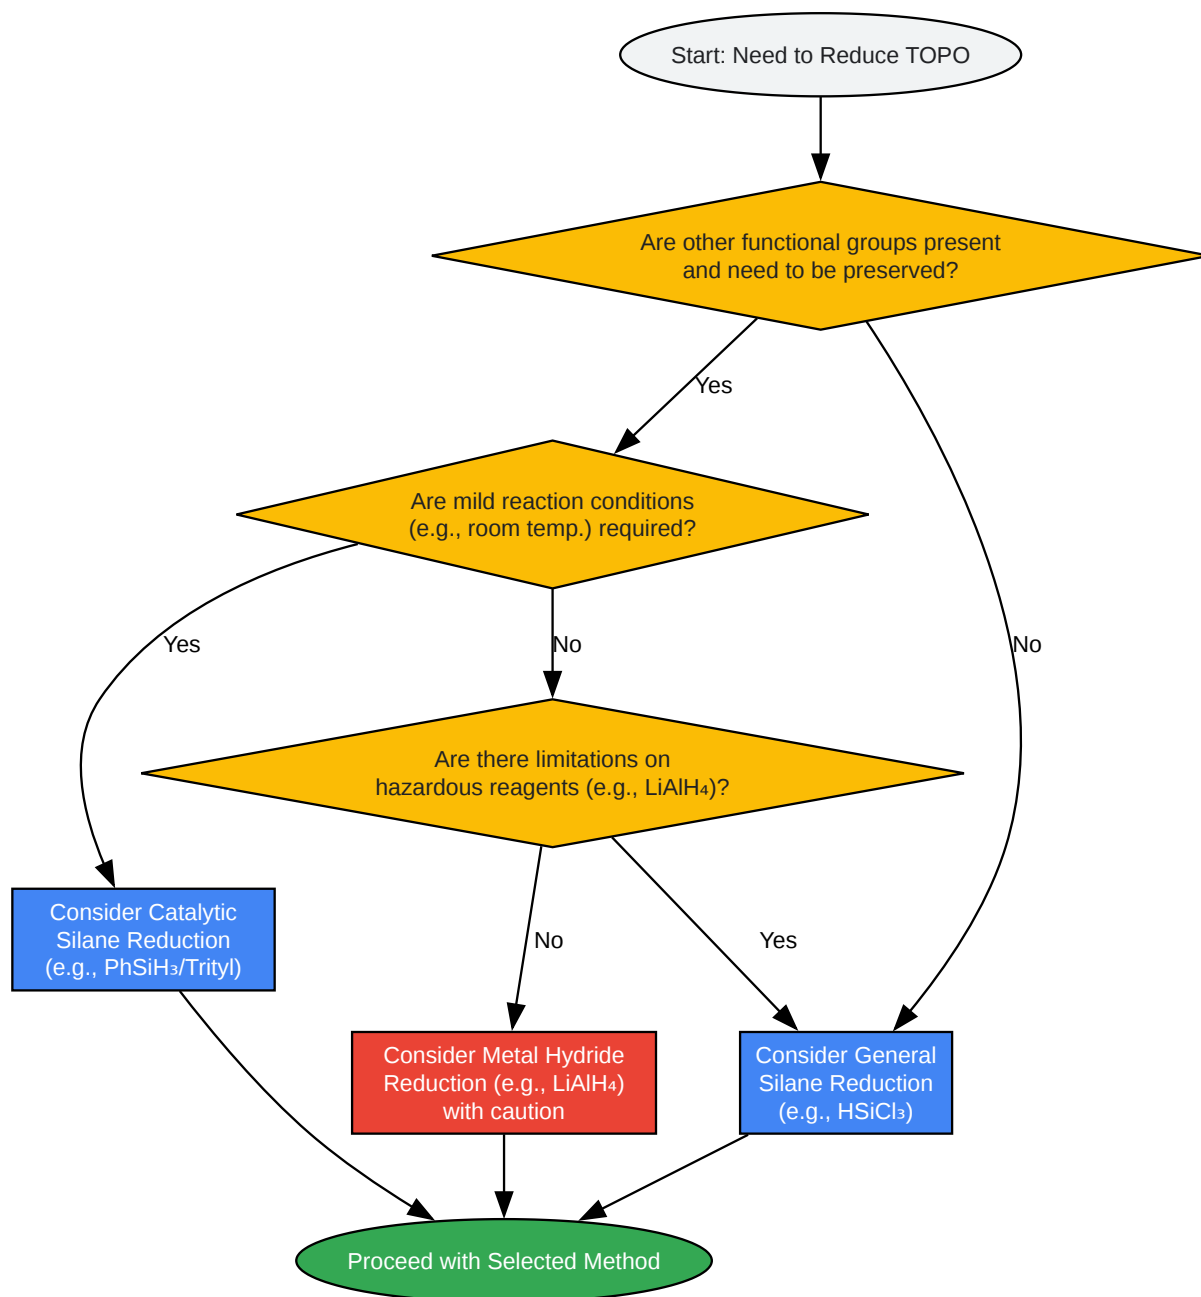 Start: Need to Reduce TOPO
Are other functional groups present
and need to be preserved?
Yes
Are mild reaction conditions
(e.g., room temp.) required?
Yes
No
No
Are there limitations on
hazardous reagents (e.g., LiAlH₄)?
Consider Catalytic
Silane Reduction
(e.g., PhSiH₃/Trityl)
No
Yes
Consider Metal Hydride
Reduction (e.g., LiAlH₄)
with caution
Consider General
Silane Reduction
(e.g., HSiCl₃)
Proceed with Selected Method